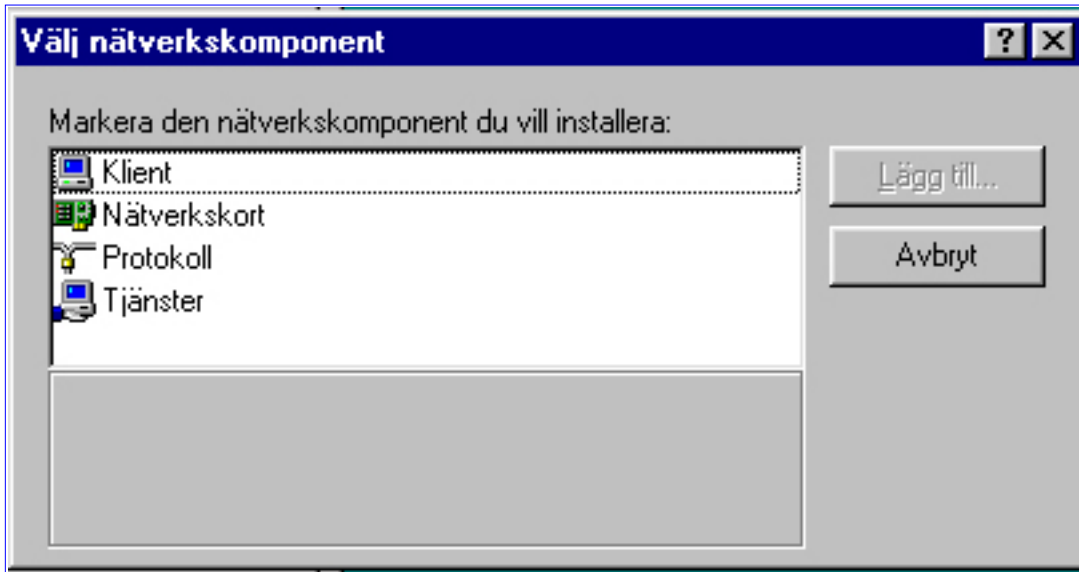 Välj nätverkskomponent
Markera den nätverkskomponent du vill installera:
Klient
Nätverkskort
Protokoll
Tjänster
Lägg till...
Avbryt